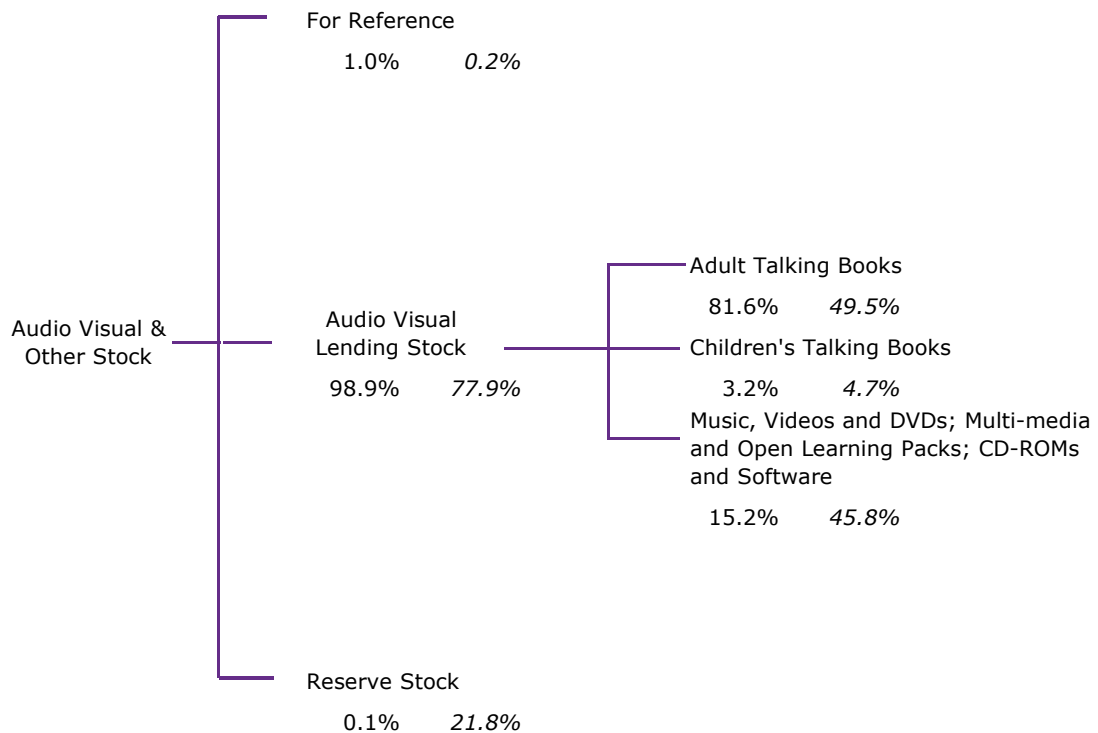 For Reference
1.0% 0.2%
Audio Visual &
Other Stock
Audio Visual
Lending Stock
98.9% 77.9%
Adult Talking Books
81.6% 49.5%
Children's Talking Books
3.2% 4.7%
Music, Videos and DVDs; Multi-media
and Open Learning Packs; CD-ROMs
and Software
15.2% 45.8%
Reserve Stock
0.1% 21.8%